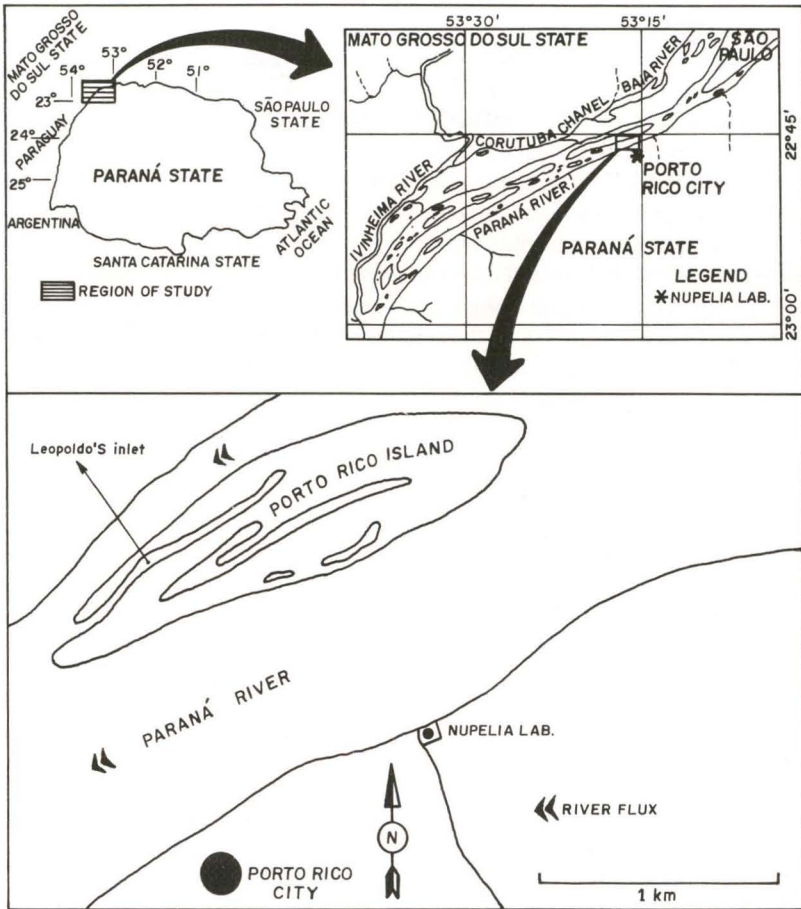 MATO GROSSO
DO SUL STATE
54°
53°
52°
51°
23°
24°
25°
PARAGUAY
SÃO PAULO
STATE
PARANÁ STATE
ARGENTINA
ATLANTIC
OCEAN
SANTA CATARINA STATE
REGION OF STUDY
53°30'
53°15'
MATO GROSSO DO SUL STATE
SÃO
PAULO
BAIA RIVER
CORUTUBA CHANEL
22°45'
IVINHEIMA RIVER
PARANÁ RIVER
PORTO
RICO CITY
PARANÁ STATE
LEGEND
NUPELIA LAB.
23°00'
Leopoldo'S inlet
PORTO RICO ISLAND
PARANÁ RIVER
NUPELIA LAB.
RIVER FLUX
N
PORTO RICO
CITY
1 km